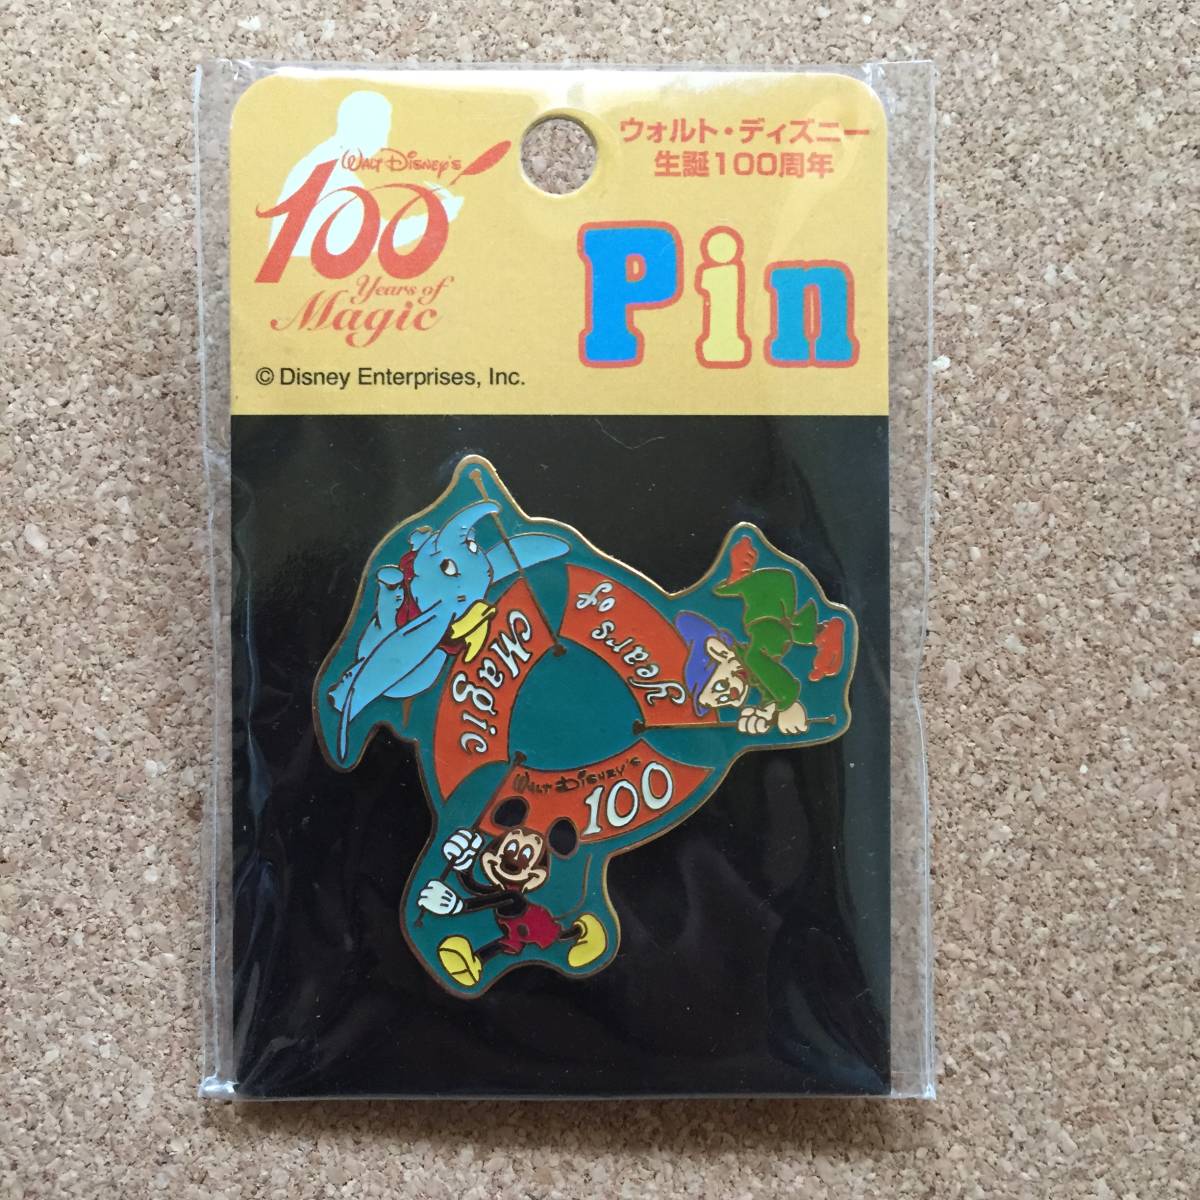 WALT DISNEY'S
100
Years of
Magic
© Disney Enterprises, Inc.
ウォルト・ディズニー
生誕100周年
Pin
WALT DISNEY'S
100
Years of
Magic